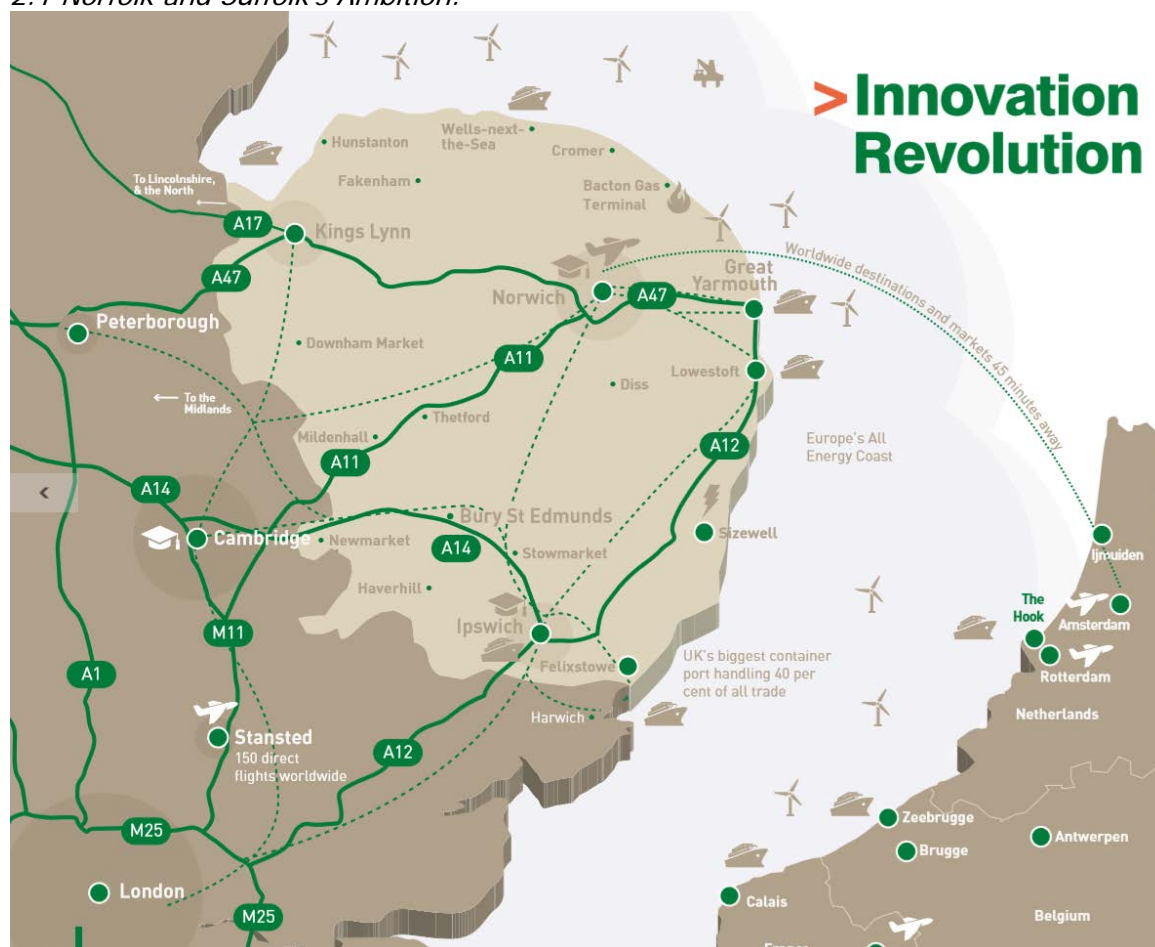 2.1 Norfolk and Suffolk's Ambition:
>Innovation
Revolution
Hunstanton
Wells-next-
the-Sea
Cromer
Fakenham
Bacton Gas
Terminal
To Lincolnshire,
& the North
A17
Kings Lynn
A47
Peterborough
Norwich
A47
Great
Yarmouth
Worldwide destinations and markets 45 minutes away
Downham Market
A11
Lowestoft
Diss
To the
Midlands
Thetford
Mildenhall
A11
A12
Europe's All
Energy Coast
<
A14
Cambridge
Newmarket
Bury St Edmunds
A14
Stowmarket
Sizewell
Haverhill
Ijmuiden
The
Hook
Amsterdam
M11
Ipswich
Felixstowe
UK's biggest container
port handling 40 per
cent of all trade
Rotterdam
A1
Harwich
Netherlands
Stansted
150 direct
flights worldwide
A12
M25
Zeebrugge
Brugge
Antwerpen
London
M25
Calais
Belgium
France